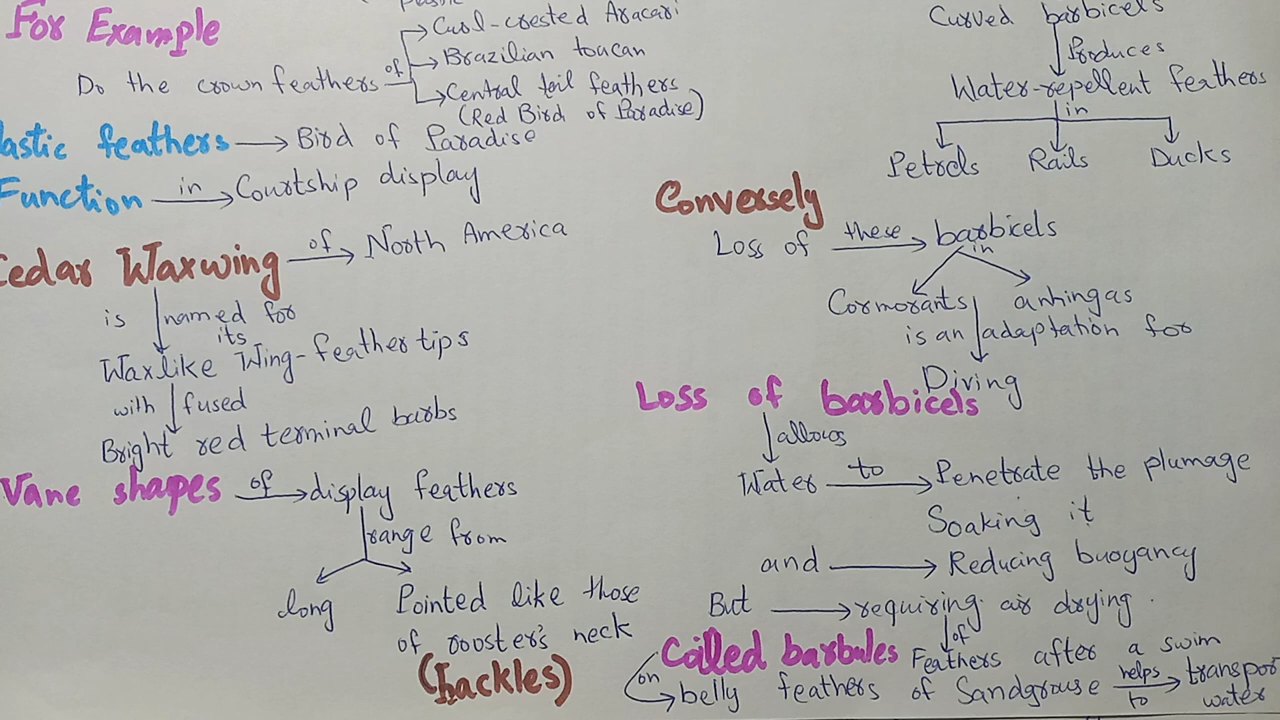 For Example
Plastic
Do the crown feathers of
Curl-crested Aracari
Brazilian toucan
Central tail feathers
(Red Bird of Paradise)
lastic feathers Bird of Paradise
Function in Courtship display
Cedar Waxwing of North America
is named for
its
Waxlike Wing-feather tips
with fused
Bright red terminal barbs
Vane shapes of display feathers
range from
long Pointed like those
of rooster's neck
(hackles)
Curved barbicels
Produces
Water-repellent feathers
in
Petrels Rails Ducks
Conversely
Loss of these barbicels
in
Cormorants anhingas
is an adaptation for
Diving
Loss of barbicels
allows
Water to Penetrate the plumage
Soaking it
and Reducing buoyancy
But requiring air drying.
of
Feathers after a swim
Coiled barbules
on belly feathers of Sandgrouse helps to transpor
water